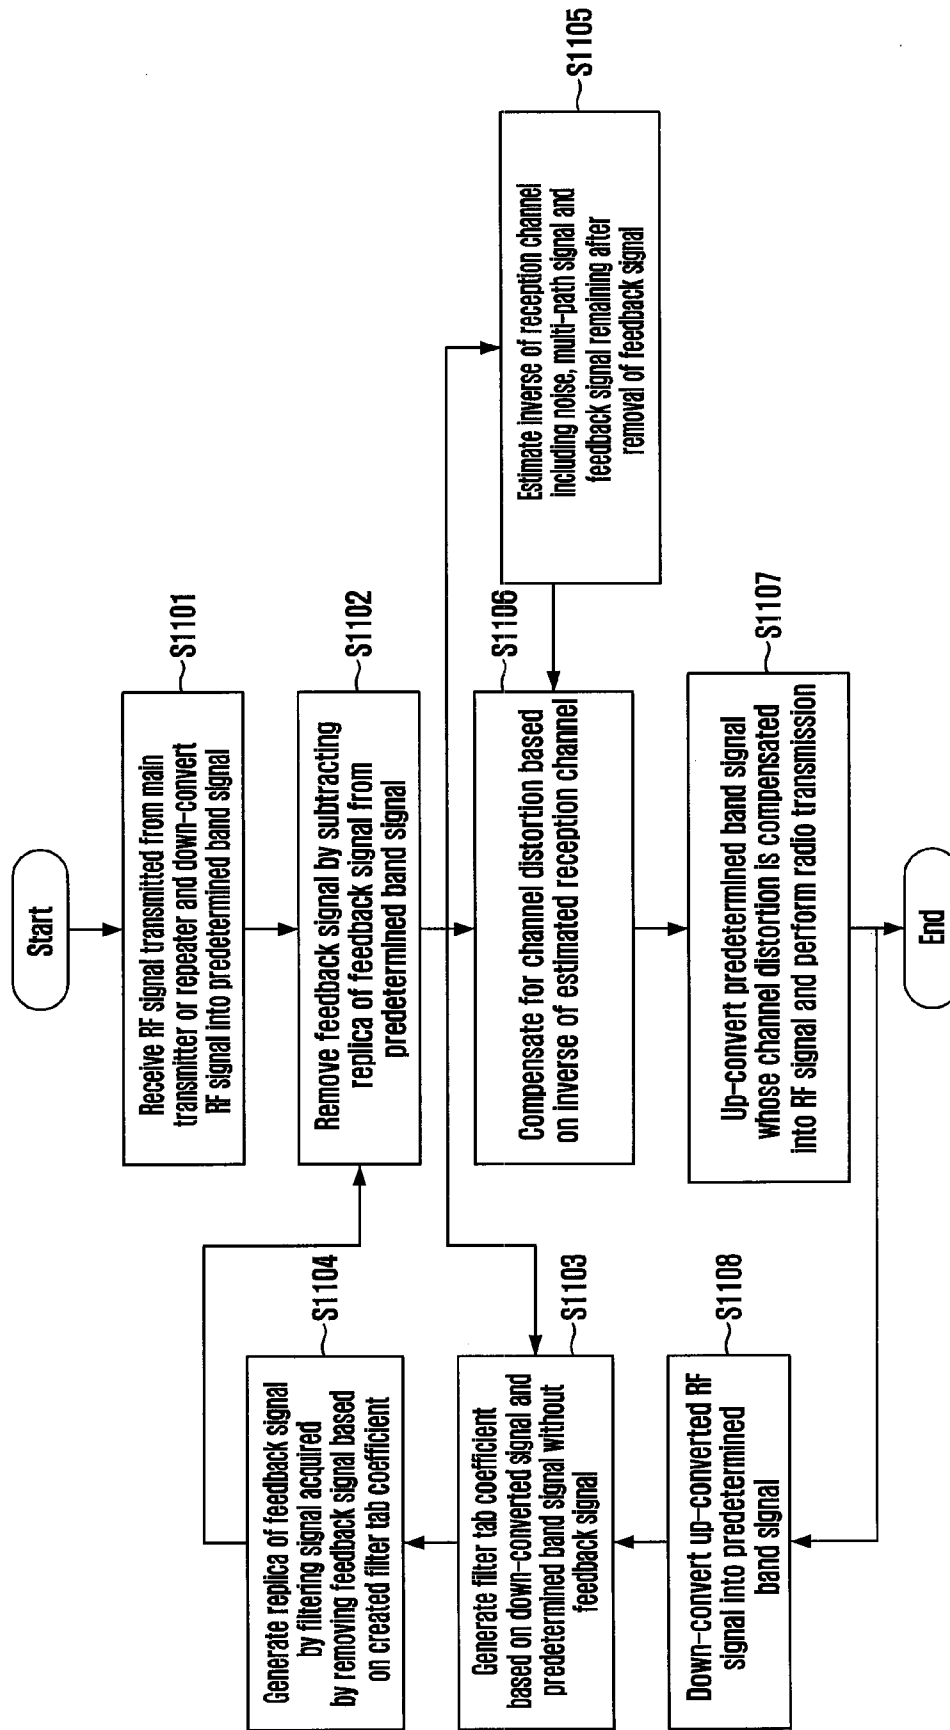 Start
S1101
Receive RF signal transmitted from main
transmitter or repeater and down-convert
RF signal into predetermined band signal
S1102
Remove feedback signal by subtracting
replica of feedback signal from
predetermined band signal
S1104
Generate replica of feedback signal
by filtering signal acquired
by removing feedback signal based
on created filter tab coefficient
S1103
Generate filter tab coefficient
based on down-converted signal and
predetermined band signal without
feedback signal
S1106
Compensate for channel distortion based
on inverse of estimated reception channel
S1105
Estimate inverse of reception channel
including noise, multi-path signal and
feedback signal remaining after
removal of feedback signal
S1108
Down-convert up-converted RF
signal into predetermined
band signal
S1107
Up-convert predetermined band signal
whose channel distortion is compensated
into RF signal and perform radio transmission
End